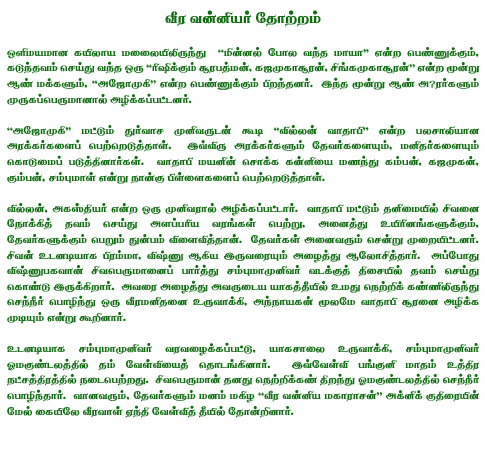 வீர வன்னியர் தோற்றம்
ஒளிமயமான கயிலாய மலையிலிருந்து "மின்னல் போல வந்த மாயா" என்ற பெண்ணுக்கும்,
கடுந்தவம் செய்து வந்த ஒரு "ரிஷிக்கும் சூரபத்மன், கஜமுகாசூரன், சிங்கமுகாசூரன்" என்ற மூன்று
ஆண் மக்களும், "அஜோமுகி" என்ற பெண்ணுக்கும் பிறந்தனர். இந்த மூன்று ஆண் அ?ரர்களும்
முருகப்பெருமானால் அழிக்கப்பட்டனர்.
"அஜோமுகி" மட்டும் துர்வாச முனிவருடன் கூடி "வில்லன் வாதாபி" என்ற பலசாலியான
அரக்கர்களைப் பெற்றெடுத்தாள். இவ்விரு அரக்கர்களும் தேவர்களையும், மனிதர்களையும்
கொடுமைப் படுத்தினார்கள். வாதாபி மயனின் சொக்க கன்னியை மணந்து கம்பன், கஜமுகன்,
கும்பன், சம்புமாள் என்று நான்கு பிள்ளைகளைப் பெற்றெடுத்தாள்.
வில்லன், அகஸ்தியர் என்ற ஒரு முனிவரால் அழிக்கப்பட்டார். வாதாபி மட்டும் தனிமையில் சிவனை
நோக்கித் தவம் செய்து அளப்பரிய வரங்கள் பெற்று, அனைத்து உயிரினங்களுக்கும்,
தேவர்களுக்கும் பெறும் துன்பம் விளைவித்தான். தேவர்கள் அனைவரும் சென்று முறையிட்டனர்.
சிவன் உடனடியாக பிரம்மா, விஷ்ணு ஆகிய இருவரையும் அழைத்து ஆலோசித்தார். அப்போது
விஷ்ணுபகவான் சிவபெருமானைப் பார்த்து சம்புமாமுனிவர் வடக்குத் திசையில் தவம் செய்து
கொண்டு இருக்கிறார். அவரை அழைத்து அவருடைய யாகத்தீயில் உமது நெற்றிக் கண்ணிலிருந்து
செந்நீர் பொழிந்து ஒரு வீரமனிதனை உருவாக்கி, அந்நாயகன் மூலமே வாதாபி சூரனை அழிக்க
முடியும் என்று கூறினார்.
உடனடியாக சம்புமாமுனிவர் வரவழைக்கப்பட்டு, யாகசாலை உருவாக்கி, சம்புமாமுனிவர்
ஓமகுண்டலத்தில் தம் வேள்வியைத் தொடங்கினார். இவ்வேள்வி பங்குனி மாதம் உத்திர
நட்சத்திரத்தில் நடைபெற்றது. சிவபெருமான் தனது நெற்றிக்கண் திறந்து ஓமகுண்டலத்தில் செந்நீர்
பொழிந்தார். வானவரும், தேவர்களும் மனம் மகிழ "வீர வன்னிய மகாராசன்" அக்னிக் குதிரையின்
மேல் கையிலே வீரவாள் ஏந்தி வேள்வித் தீயில் தோன்றினார்.